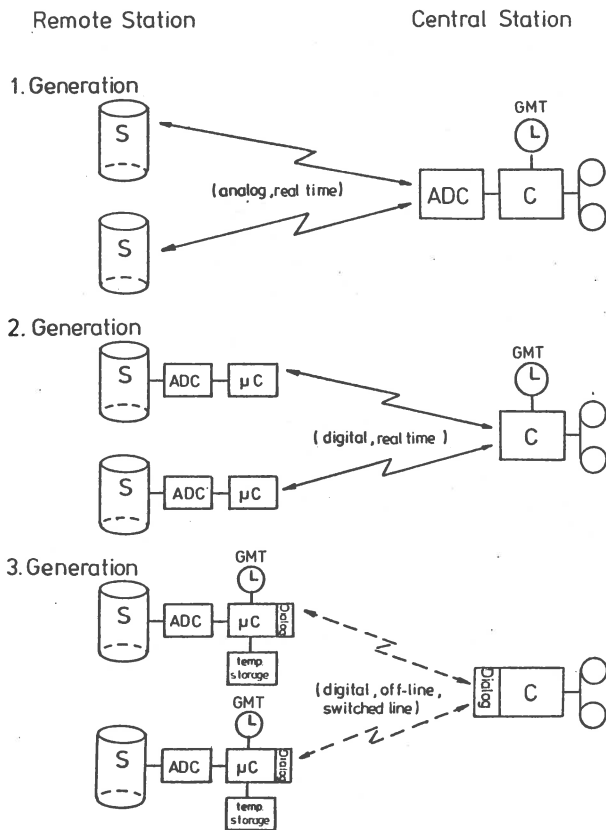 Remote Station
Central Station
1. Generation
S
GMT
(analog, real time)
ADC
C
S
2. Generation
S
ADC
µC
GMT
(digital, real time)
C
S
ADC
µC
3. Generation
GMT
S
ADC
µC
Dialog
temp.
storage
(digital, off-line,
switched line)
Dialog
C
GMT
S
ADC
µC
Dialog
temp.
storage